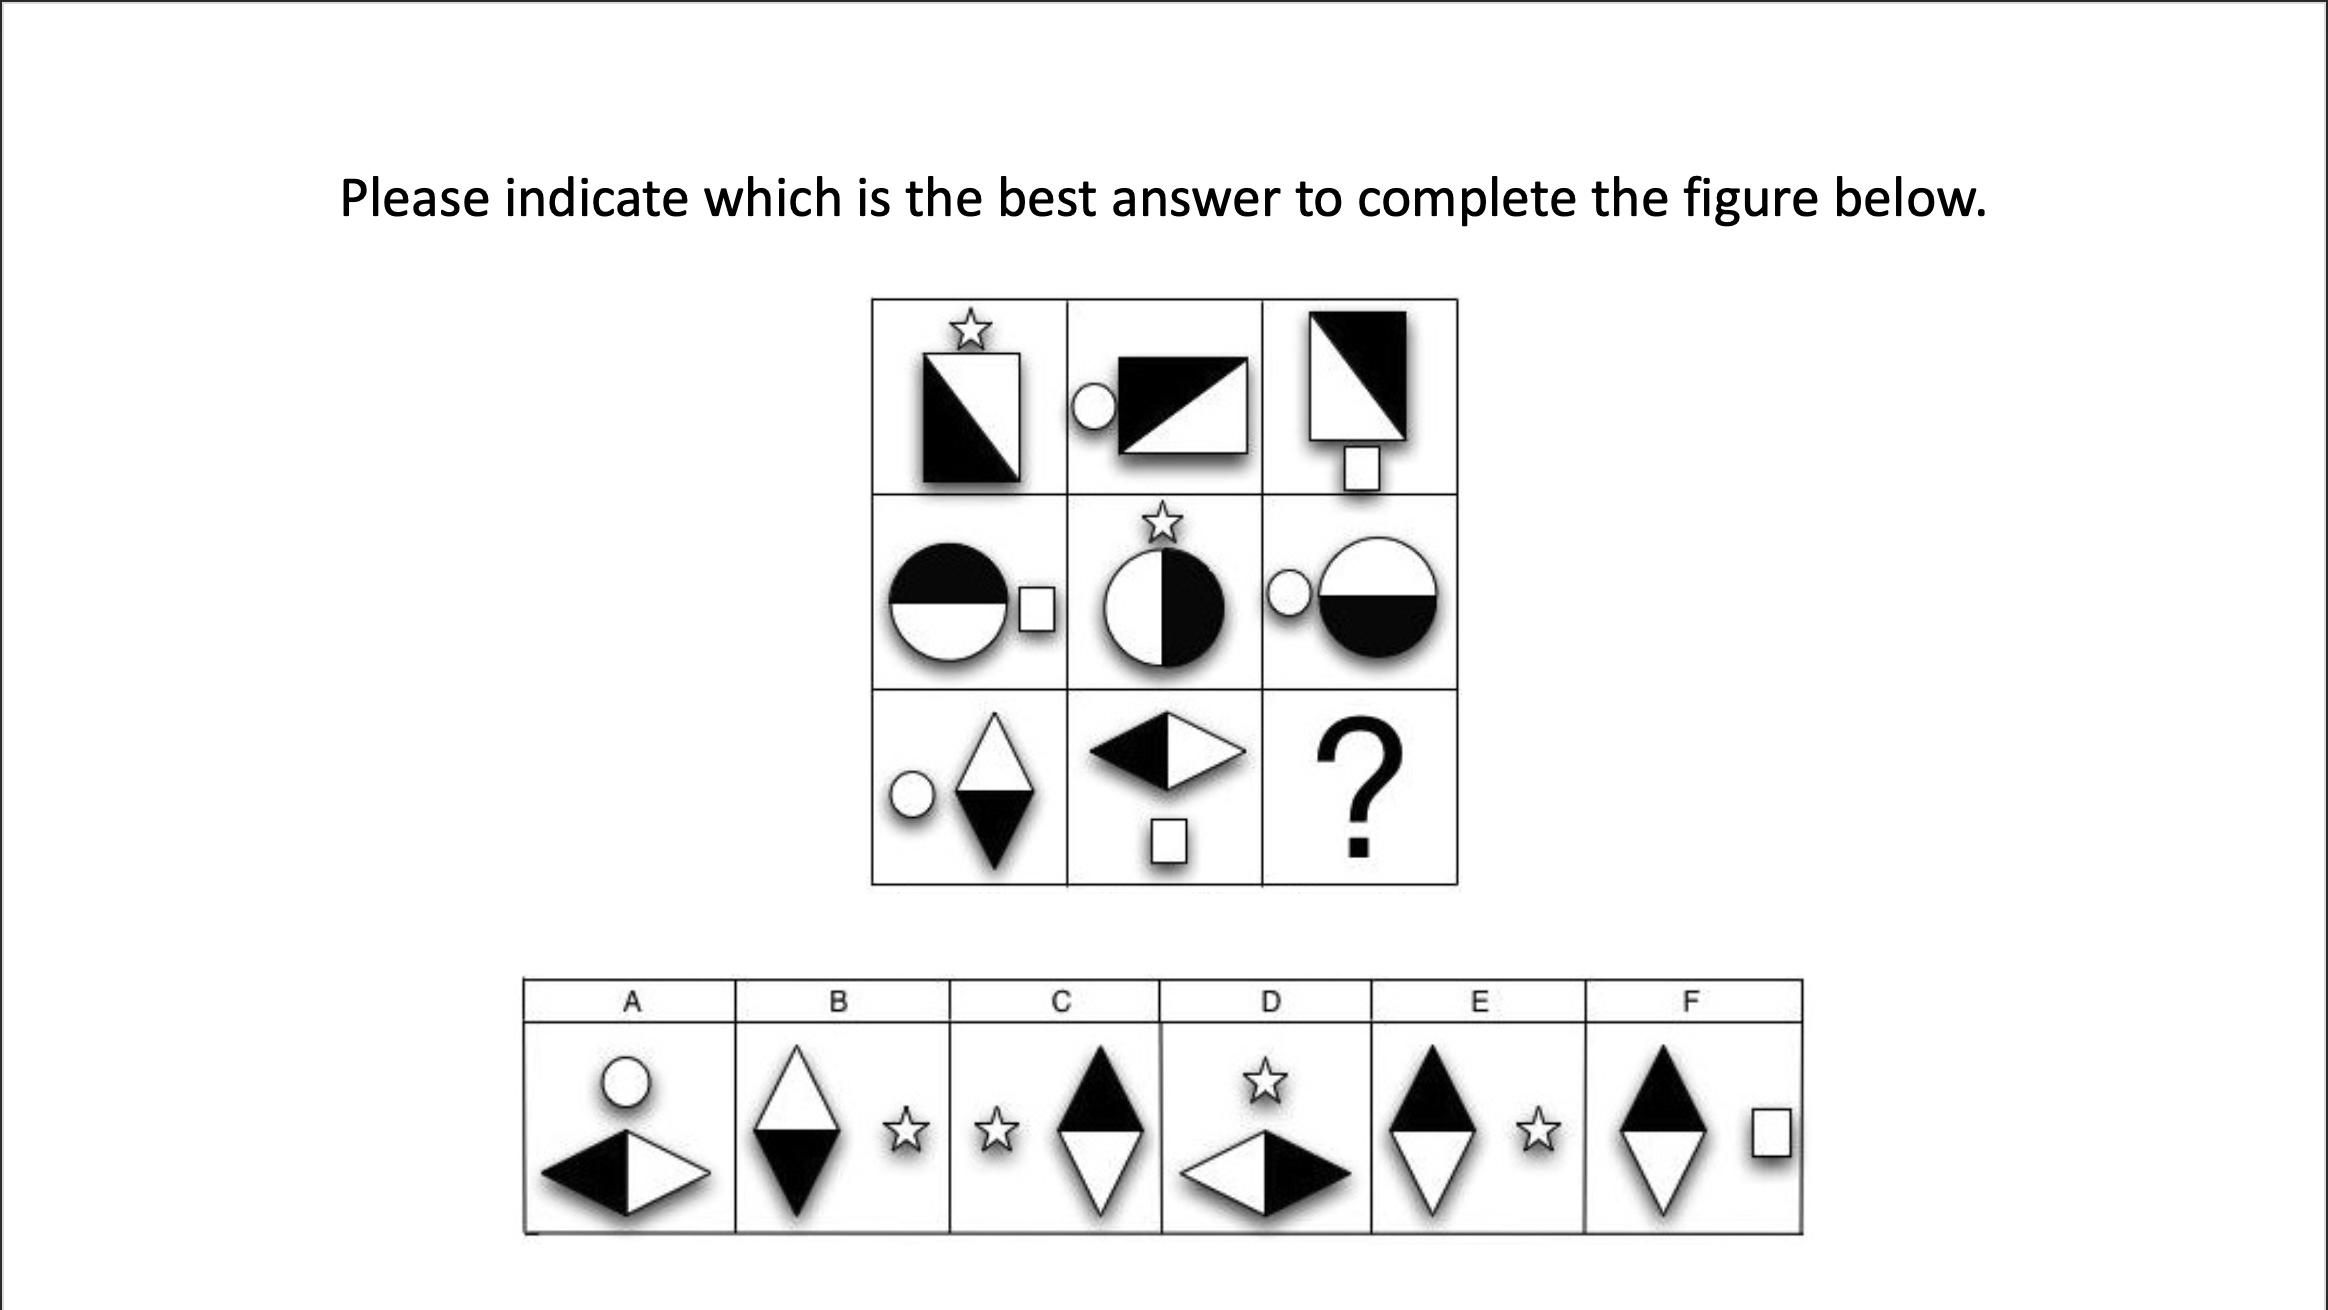 Please indicate which is the best answer to complete the figure below.
?
A B C D E F